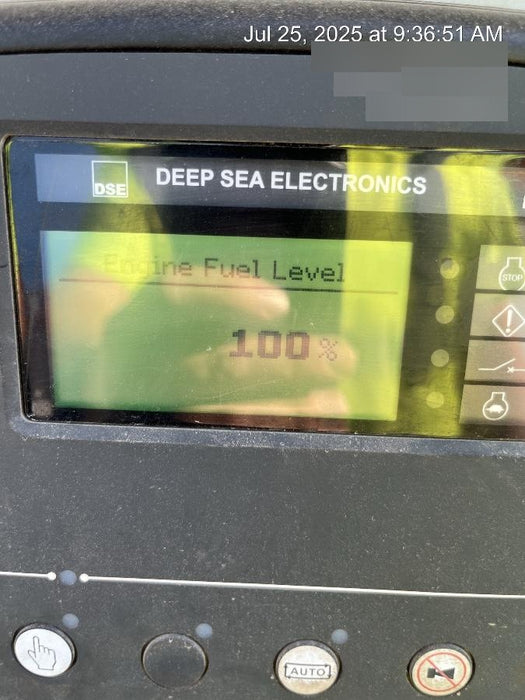 Jul 25, 2025 at 9:36:51 AM
DSE DEEP SEA ELECTRONICS
Engine Fuel Level
100 %
STOP
AUTO